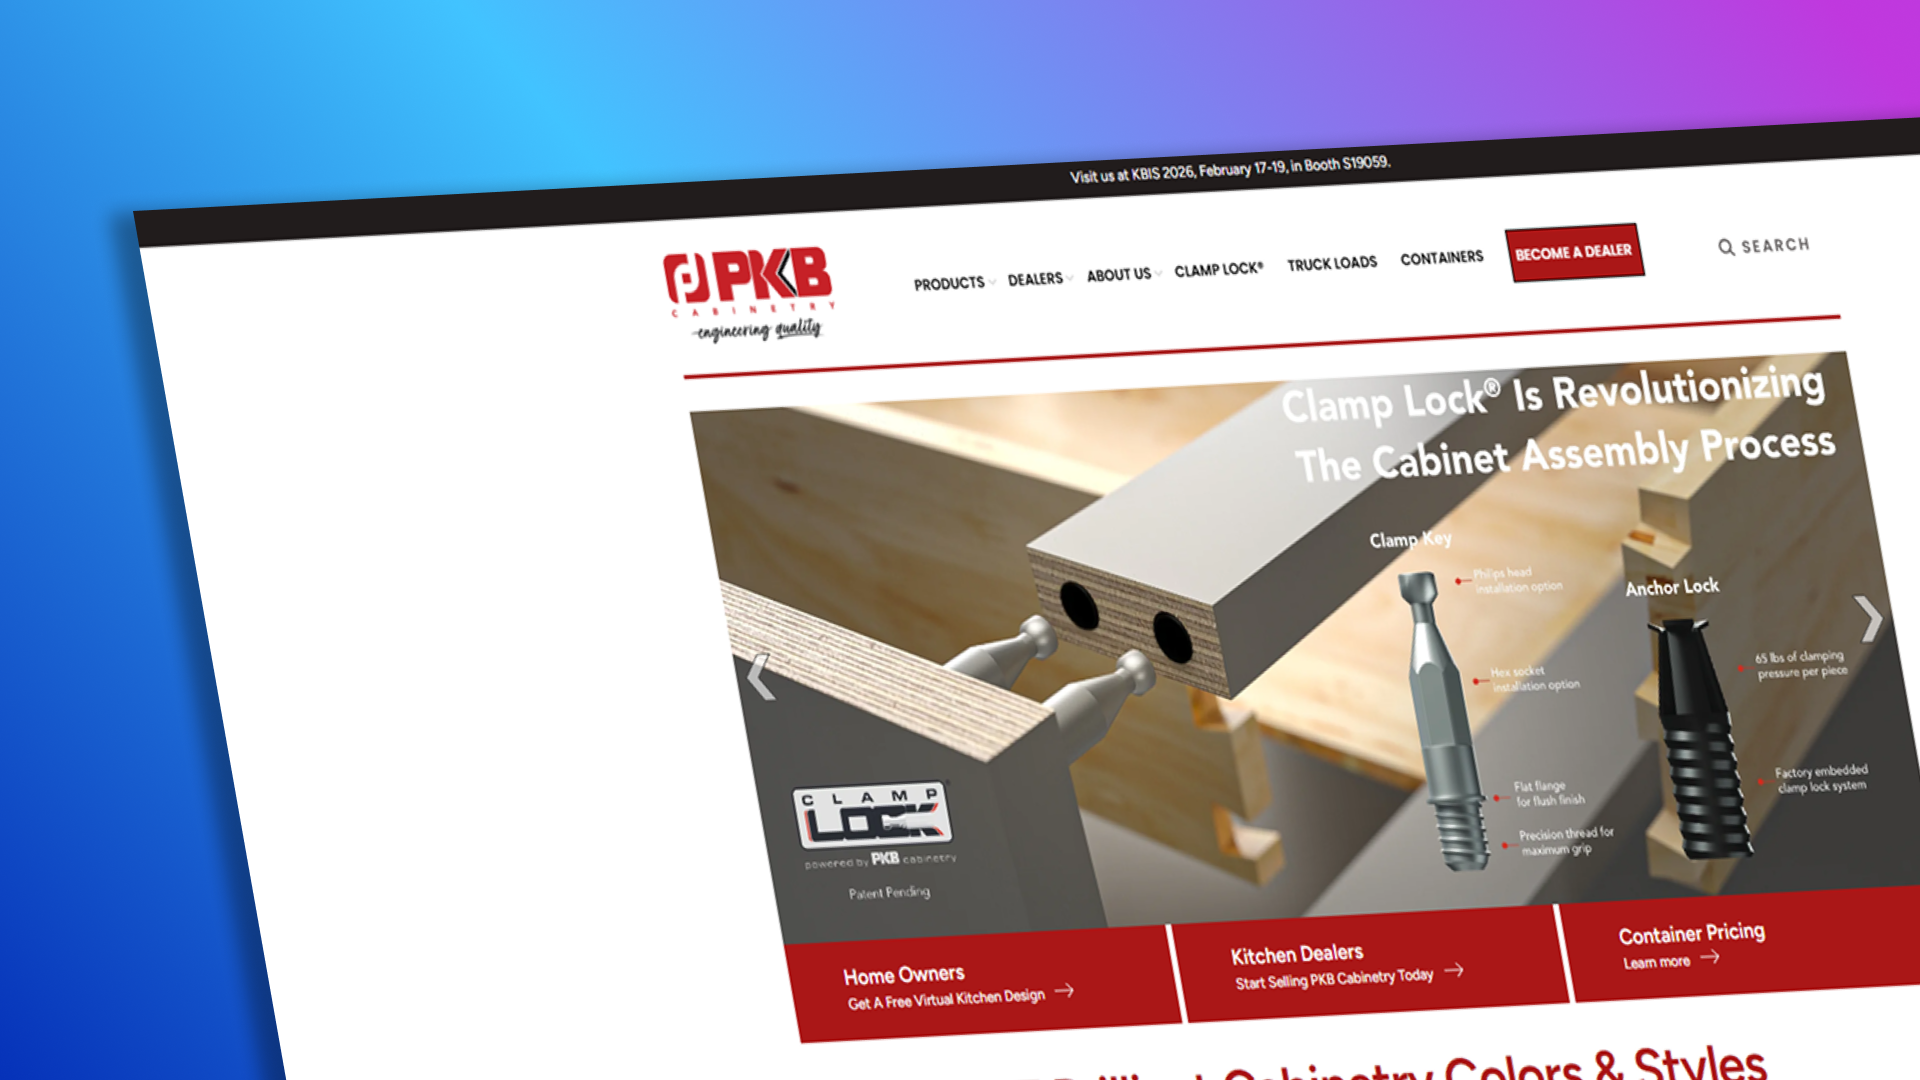 Visit us at KBIS 2026, February 17-19, in Booth S19059.
PKB
CABINETRY
engineering quality
PRODUCTS
DEALERS
ABOUT US
CLAMP LOCK®
TRUCK LOADS
CONTAINERS
BECOME A DEALER
SEARCH
Clamp Lock® Is Revolutionizing
The Cabinet Assembly Process
Clamp Key
Philips head
installation option
Hex socket
installation option
Flat flange
for flush finish
Precision thread for
maximum grip
Anchor Lock
65 lbs of clamping
pressure per piece
Factory embedded
clamp lock system
CLAMP
LOCK
powered by PKB cabinetry
Patent Pending
Home Owners
Get A Free Virtual Kitchen Design
Kitchen Dealers
Start Selling PKB Cabinetry Today
Container Pricing
Learn more
Brilliant Cabinetry Colors & Styles